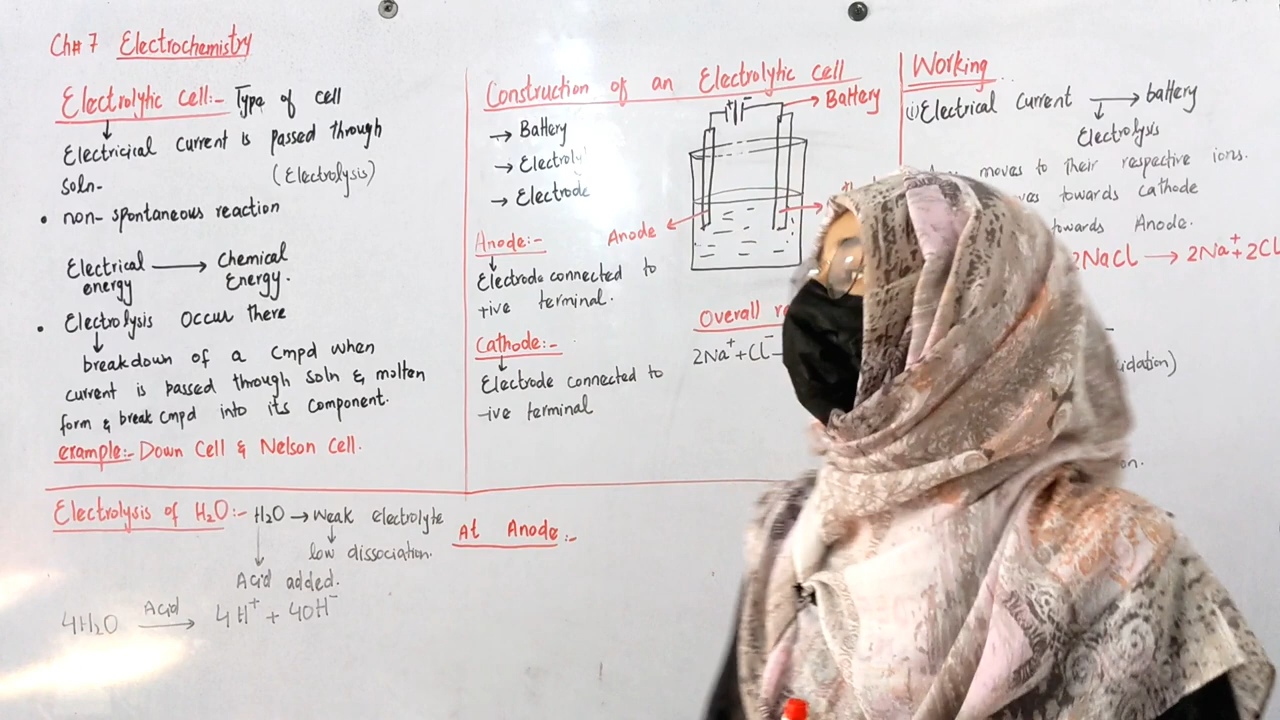 Ch# 7 Electrochemistry
Electrolytic cell:- Type of cell
Electricical current is passed through
soln- (Electrolysis)
• non-spontaneous reaction
Electrical energy → Chemical Energy.
• Electrolysis occur there
breakdown of a Cmpd when
current is passed through soln & molten
form & break cmpd into its component.
example:- Down Cell & Nelson Cell.
Construction of an Electrolytic cell
→ Battery
→ Electroly
→ Electrode
Battery
Anode
Anode:-
Electrode connected to
+ive terminal.
Cathode:-
Electrode connected to
-ive terminal
Overall
2Na⁺+Cl⁻
Working
(i) Electrical current → battery
Electrolysis
moves to their respective ions.
towards cathode
towards Anode.
2NaCl → 2Na⁺+2Cl
Electrolysis of H₂O:- H₂O → Weak electrolyte
low dissociation.
Acid added.
4H₂O Acid → 4H⁺ + 4OH⁻
At Anode:-